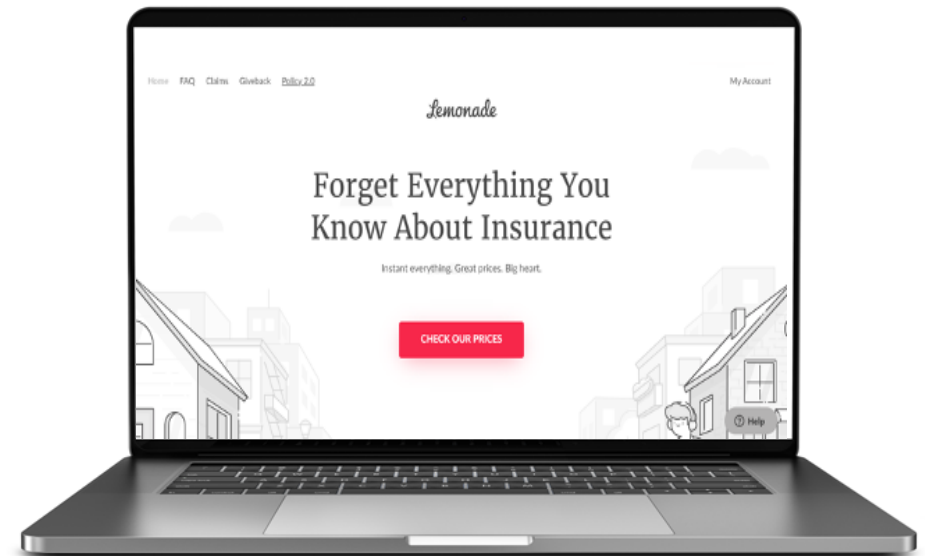 Home FAQ Claims Giveback Policy 2.0 My Account
Lemonade
Forget Everything You
Know About Insurance
Instant everything. Great prices. Big heart.
CHECK OUR PRICES
Help